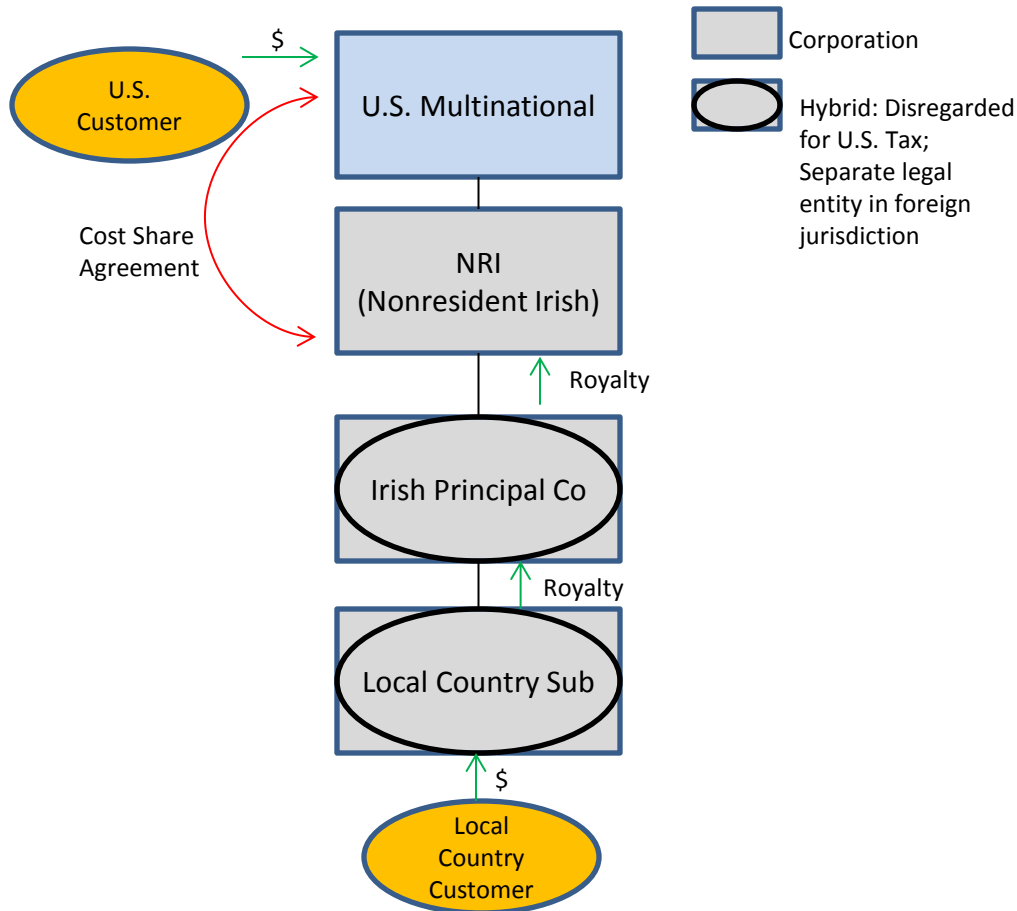 $
U.S.
Customer
U.S. Multinational
Corporation
Hybrid: Disregarded
for U.S. Tax;
Separate legal
entity in foreign
jurisdiction
Cost Share
Agreement
NRI
(Nonresident Irish)
Royalty
Irish Principal Co
Royalty
Local Country Sub
$
Local
Country
Customer